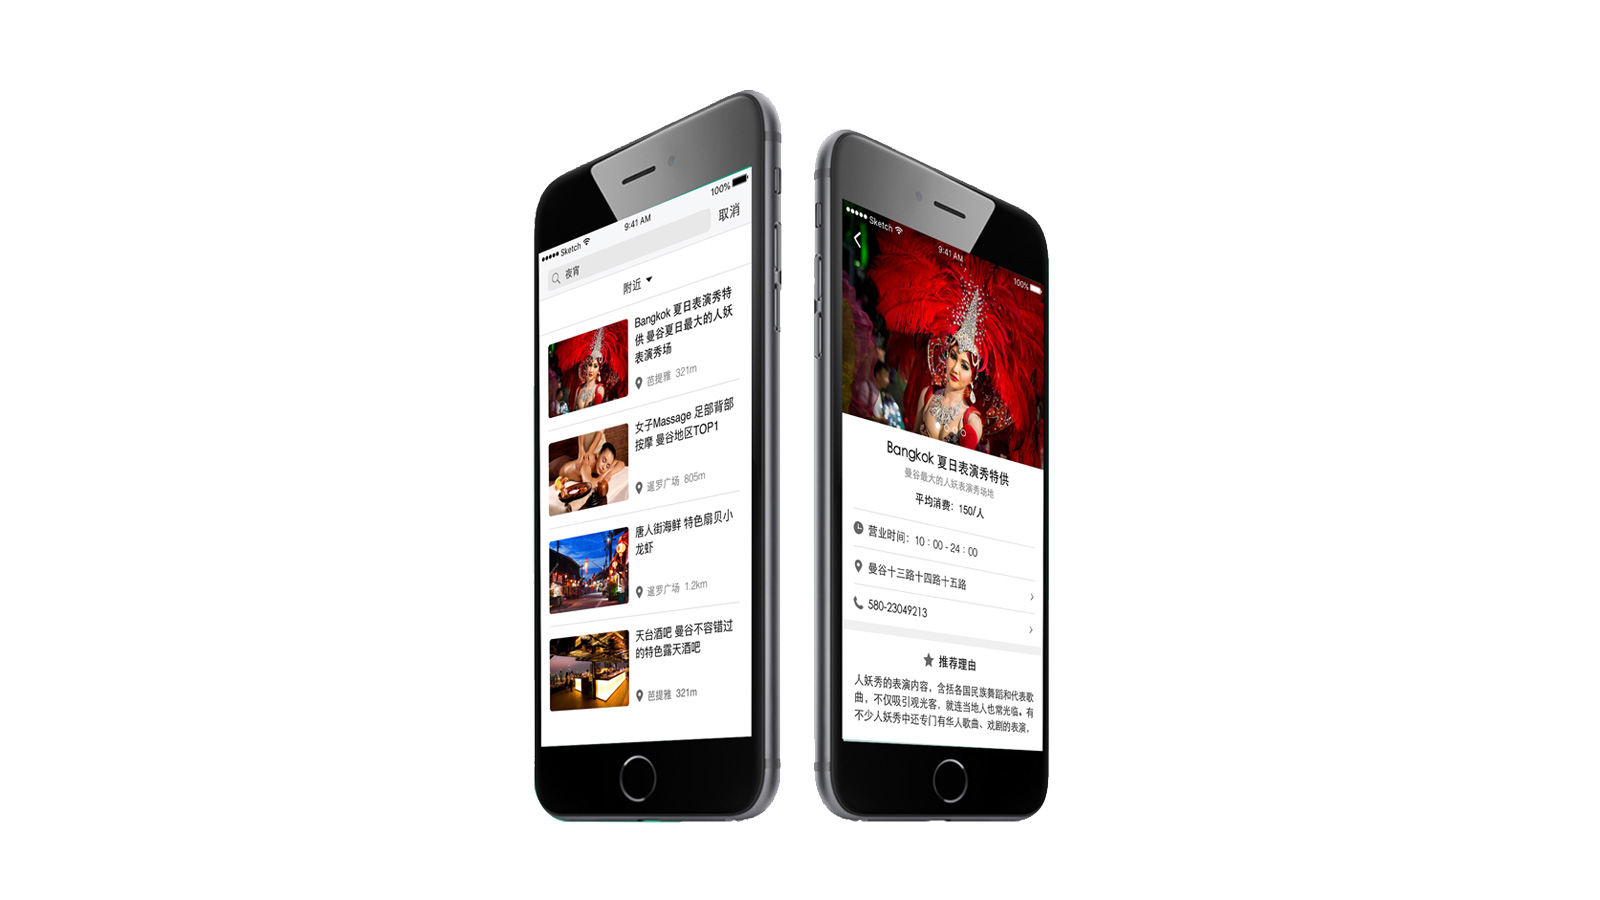 100%
9:41 AM
Sketch
取消
夜宵
附近
Bangkok 夏日表演秀特
供 曼谷夏日最大的人妖
表演秀场
芭提雅 321m
女子Massage 足部背部
按摩 曼谷地区TOP1
暹罗广场 805m
唐人街海鲜 特色扇贝小
龙虾
暹罗广场 1.2km
天台酒吧 曼谷不容错过
的特色露天酒吧
芭提雅 321m
Sketch
9:41 AM
100%
Bangkok 夏日表演秀特供
曼谷最大的人妖表演秀场地
平均消费：150/人
营业时间：10：00 - 24：00
曼谷十三路十四路十五路
580-23049213
推荐理由
人妖秀的表演内容，含括各国民族舞蹈和代表歌
曲，不仅吸引观光客，就连当地人也常光临。有
不少人妖秀中还专门有华人歌曲、戏剧的表演，